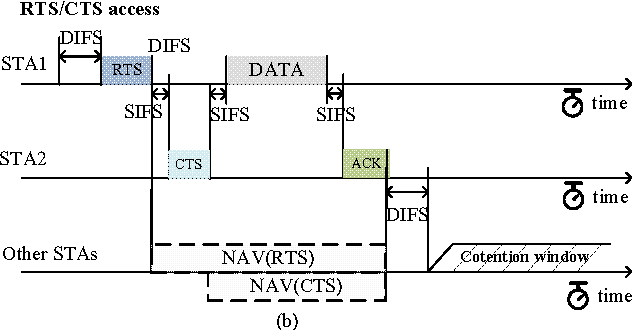 RTS/CTS access
DIFS
DIFS
STA1
RTS
DATA
SIFS
SIFS
SIFS
time
STA2
CTS
ACK
time
DIFS
Other STAs
NAV(RTS)
Cotention window
NAV(CTS)
time
(b)